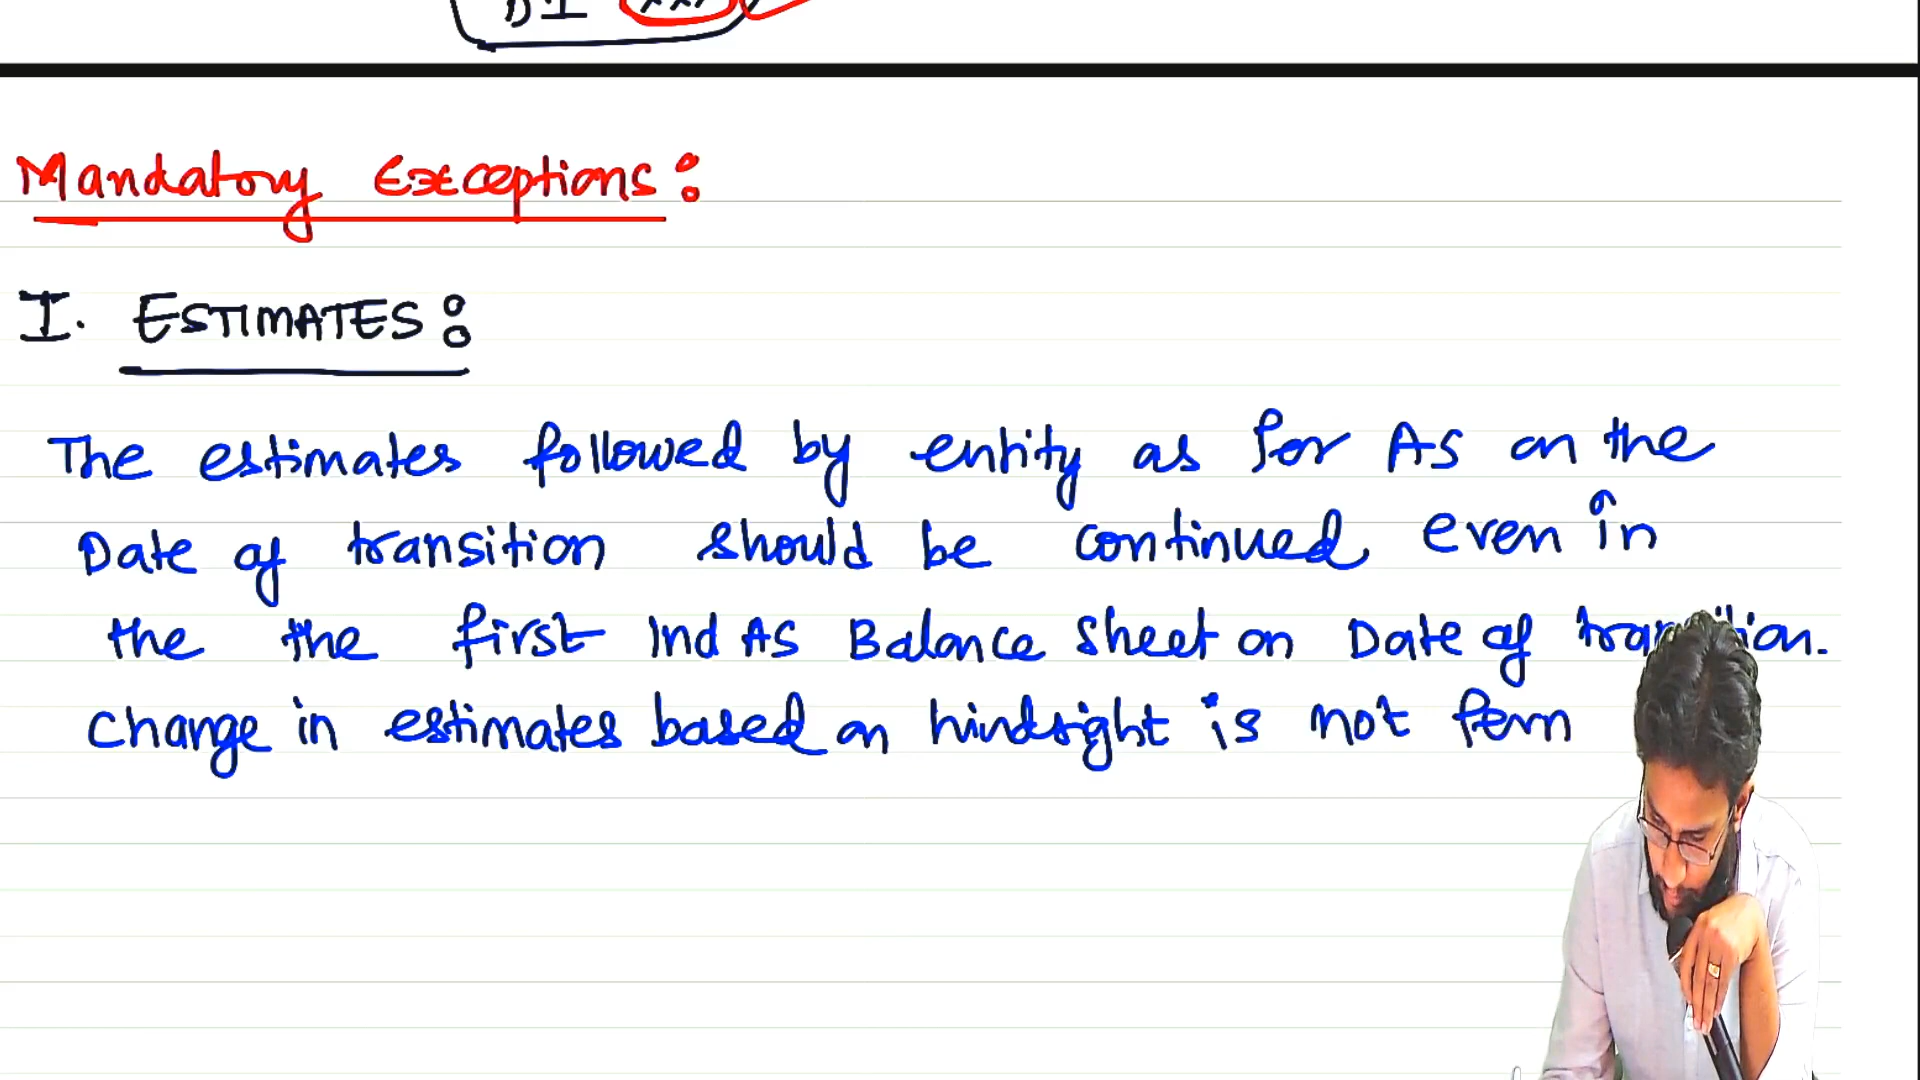 Mandatory Exceptions:
I. ESTIMATES:
The estimates followed by entity as per AS on the
Date of transition should be continued even in
the the first Ind AS Balance sheet on Date of transition.
Change in estimates based on hindsight is not perm